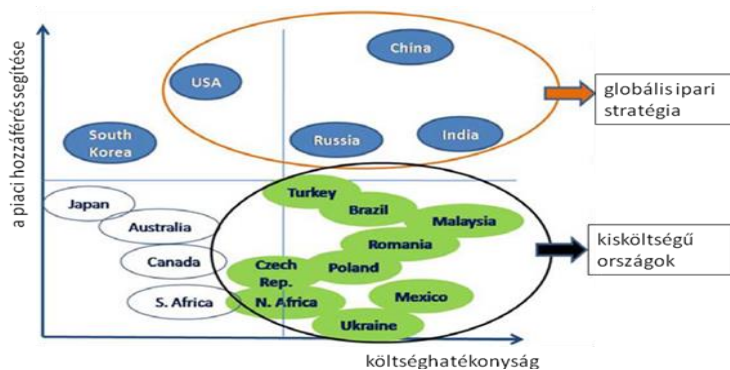 a piaci hozzáférés segítése
China
USA
South
Korea
Russia
India
globális ipari
stratégia
Japan
Turkey
Brazil
Malaysia
Australia
Romania
Canada
Czech
Rep.
Poland
S. Africa
N. Africa
Mexico
Ukraine
kisköltségű
országok
költséghatékonyság